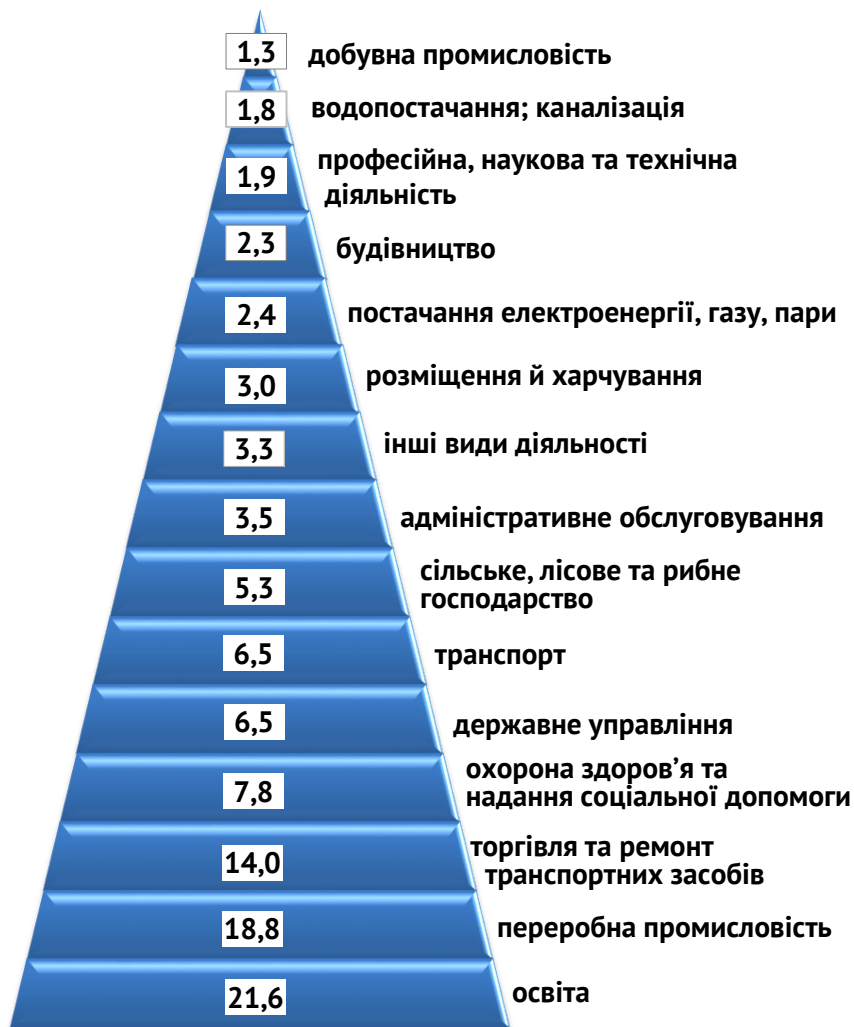 1,3 добувна промисловість
1,8 водопостачання; каналізація
професійна, наукова та технічна
1,9 діяльність
2,3 будівництво
2,4 постачання електроенергії, газу, пари
3,0 розміщення й харчування
3,3 інші види діяльності
3,5 адміністративне обслуговування
сільське, лісове та рибне
5,3 господарство
6,5 транспорт
6,5 державне управління
охорона здоров’я та
7,8 надання соціальної допомоги
торгівля та ремонт
14,0 транспортних засобів
18,8 переробна промисловість
21,6 освіта